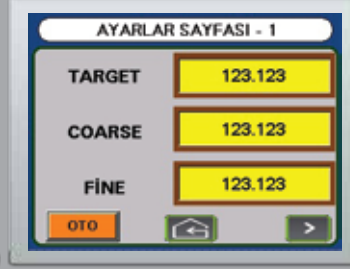 AYARLAR SAYFASI - 1
TARGET 123.123
COARSE 123.123
FİNE 123.123
OTO >